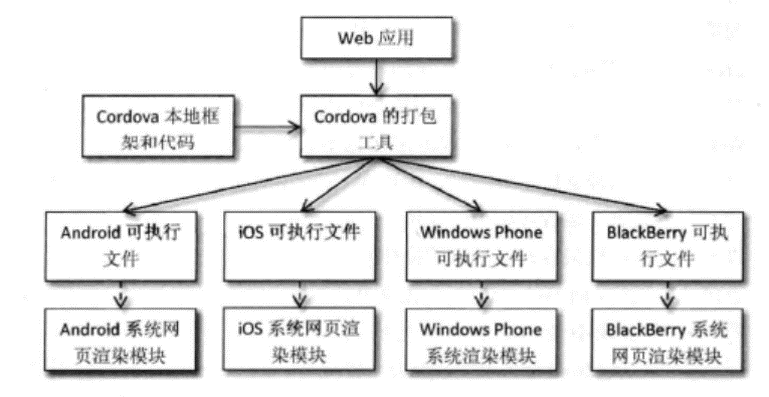 Web 应用
Cordova 本地框
架和代码
Cordova 的打包
工具
Android 可执行
文件
iOS 可执行文件
Windows Phone
可执行文件
BlackBerry 可执
行文件
Android 系统网
页渲染模块
iOS 系统网页渲
染模块
Windows Phone
系统渲染模块
BlackBerry 系统
网页渲染模块